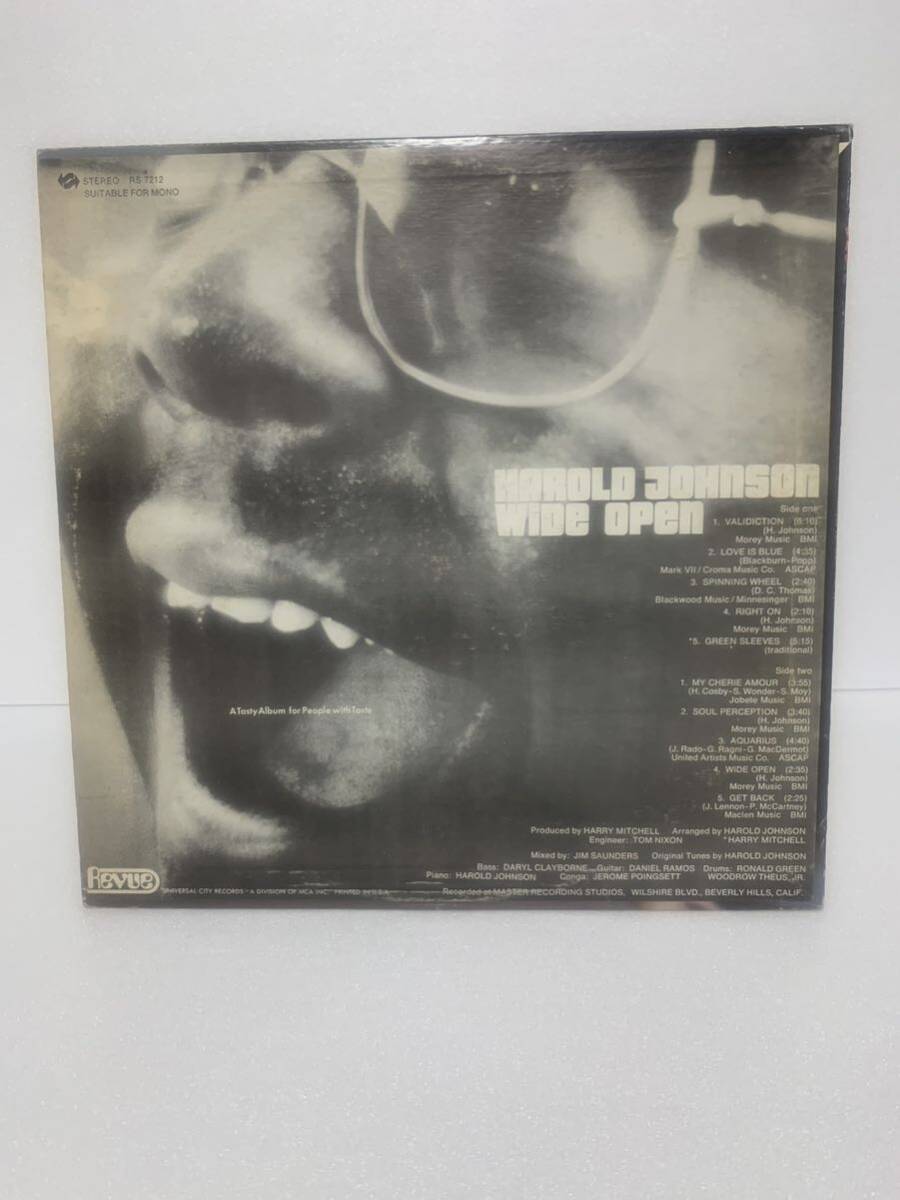 STEREO RS 7212
SUITABLE FOR MONO
HAROLD JOHNSON
WIDE OPEN
Side one
1. VALIDICTION (6:10)
(H. Johnson)
Morey Music BMI
2. LOVE IS BLUE (4:35)
(Blackburn-Popp)
Mark VII / Croma Music Co. ASCAP
3. SPINNING WHEEL (2:40)
(D. C. Thomas)
Blackwood Music / Minnesinger BMI
4. RIGHT ON (2:10)
(H. Johnson)
Morey Music BMI
*5. GREEN SLEEVES (5:15)
(traditional)
Side two
1. MY CHERIE AMOUR (3:55)
(H. Cosby-S. Wonder-S. Moy)
Jobete Music BMI
2. SOUL PERCEPTION (3:40)
(H. Johnson)
Morey Music BMI
3. AQUARIUS (4:40)
(J. Rado-G. Ragni-G. MacDermot)
United Artists Music Co. ASCAP
4. WIDE OPEN (2:35)
(H. Johnson)
Morey Music BMI
5. GET BACK (2:25)
(J. Lennon-P. McCartney)
Maclen Music BMI
A Tasty Album for People with Taste
Produced by HARRY MITCHELL Arranged by HAROLD JOHNSON
Engineer: TOM NIXON *HARRY MITCHELL
Mixed by: JIM SAUNDERS Original Tunes by HAROLD JOHNSON
Bass: DARYL CLAYBORNE Guitar: DANIEL RAMOS Drums: RONALD GREEN
Piano: HAROLD JOHNSON Conga: JEROME POINGSETT WOODROW THEUS, JR.
Recorded at MASTER RECORDING STUDIOS, WILSHIRE BLVD., BEVERLY HILLS, CALIF.
Revue
UNIVERSAL CITY RECORDS - A DIVISION OF MCA INC. PRINTED IN U.S.A.